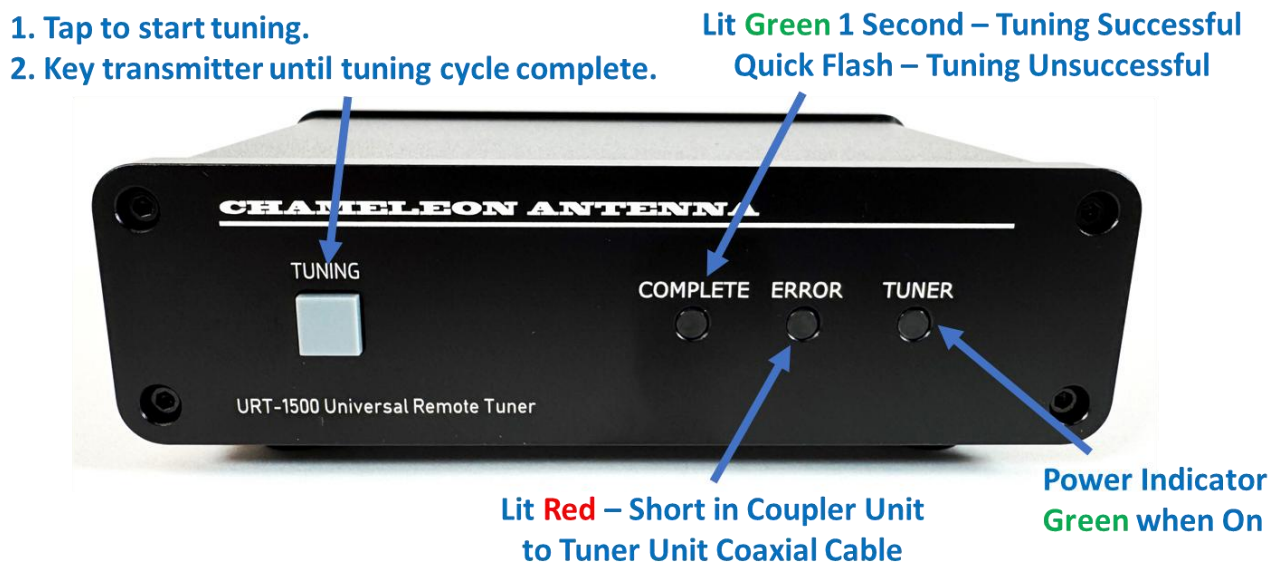 1. Tap to start tuning.
2. Key transmitter until tuning cycle complete.
Lit Green 1 Second – Tuning Successful
Quick Flash – Tuning Unsuccessful
CHAMELEON ANTENNA
TUNING
COMPLETE ERROR TUNER
URT-1500 Universal Remote Tuner
Lit Red – Short in Coupler Unit
to Tuner Unit Coaxial Cable
Power Indicator
Green when On